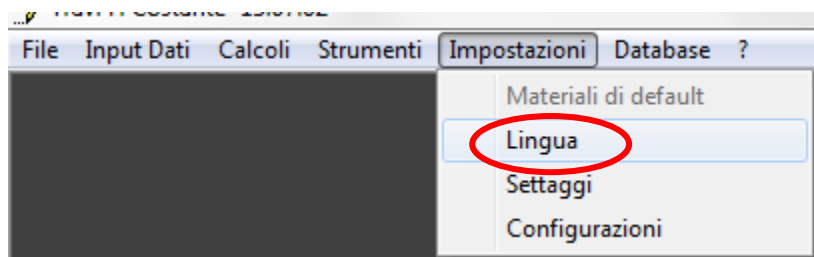 File Input Dati Calcoli Strumenti Impostazioni Database ?
Materiali di default
Lingua
Settaggi
Configurazioni